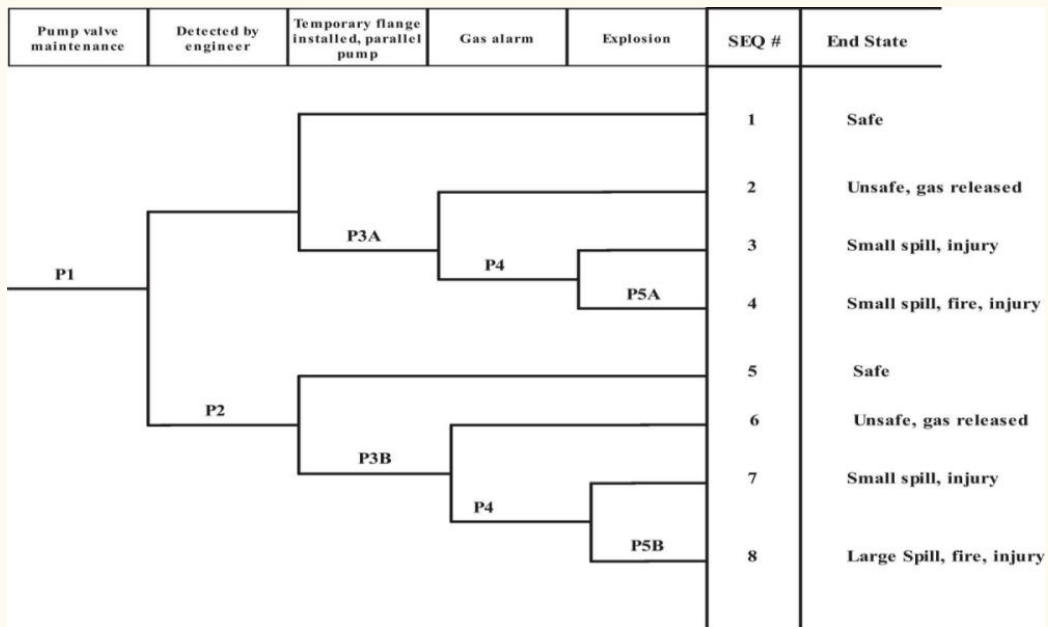 Pump valve
maintenance
Detected by
engineer
Temporary flange
installed, parallel
pump
Gas alarm
Explosion
SEQ #
End State
1
Safe
2
Unsafe, gas released
P3A
3
Small spill, injury
P4
P1
P5A
4
Small spill, fire, injury
5
Safe
P2
6
Unsafe, gas released
P3B
7
Small spill, injury
P4
P5B
8
Large Spill, fire, injury